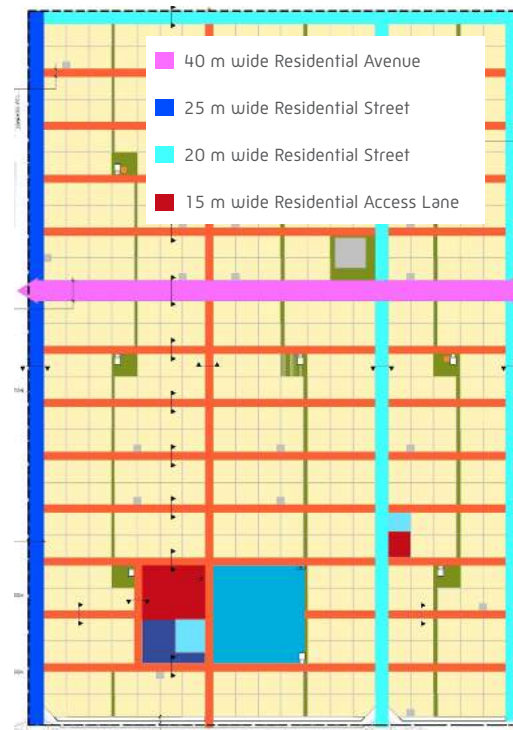 40 m wide Residential Avenue
25 m wide Residential Street
20 m wide Residential Street
15 m wide Residential Access Lane